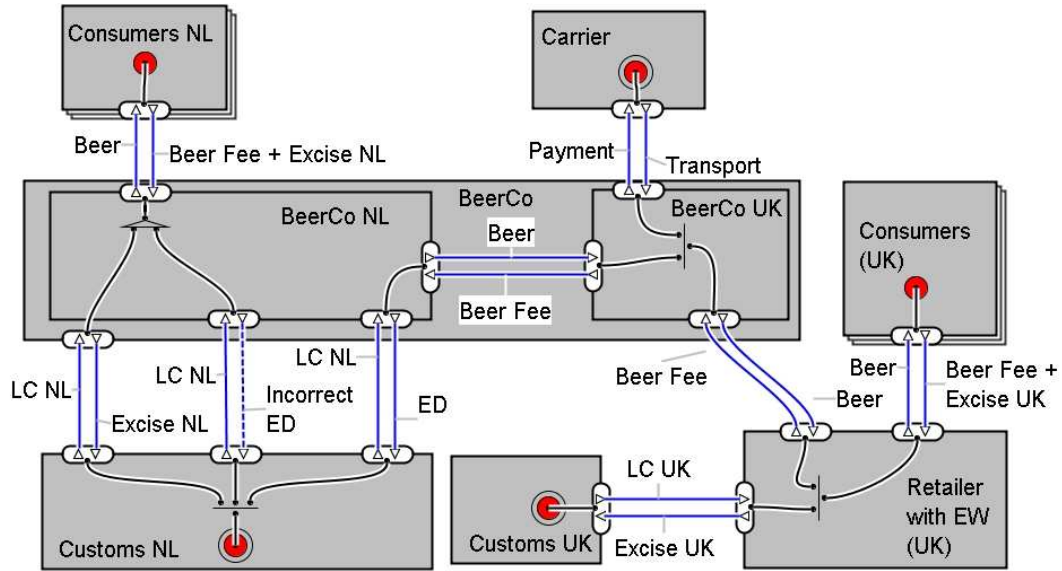 Consumers NL
Carrier
Beer
Beer Fee + Excise NL
Payment
Transport
BeerCo
BeerCo NL
BeerCo UK
Beer
Beer Fee
Consumers
(UK)
LC NL
Excise NL
LC NL
Incorrect
ED
LC NL
ED
Beer Fee
Beer
Beer
Beer Fee +
Excise UK
Customs NL
Customs UK
LC UK
Excise UK
Retailer
with EW
(UK)